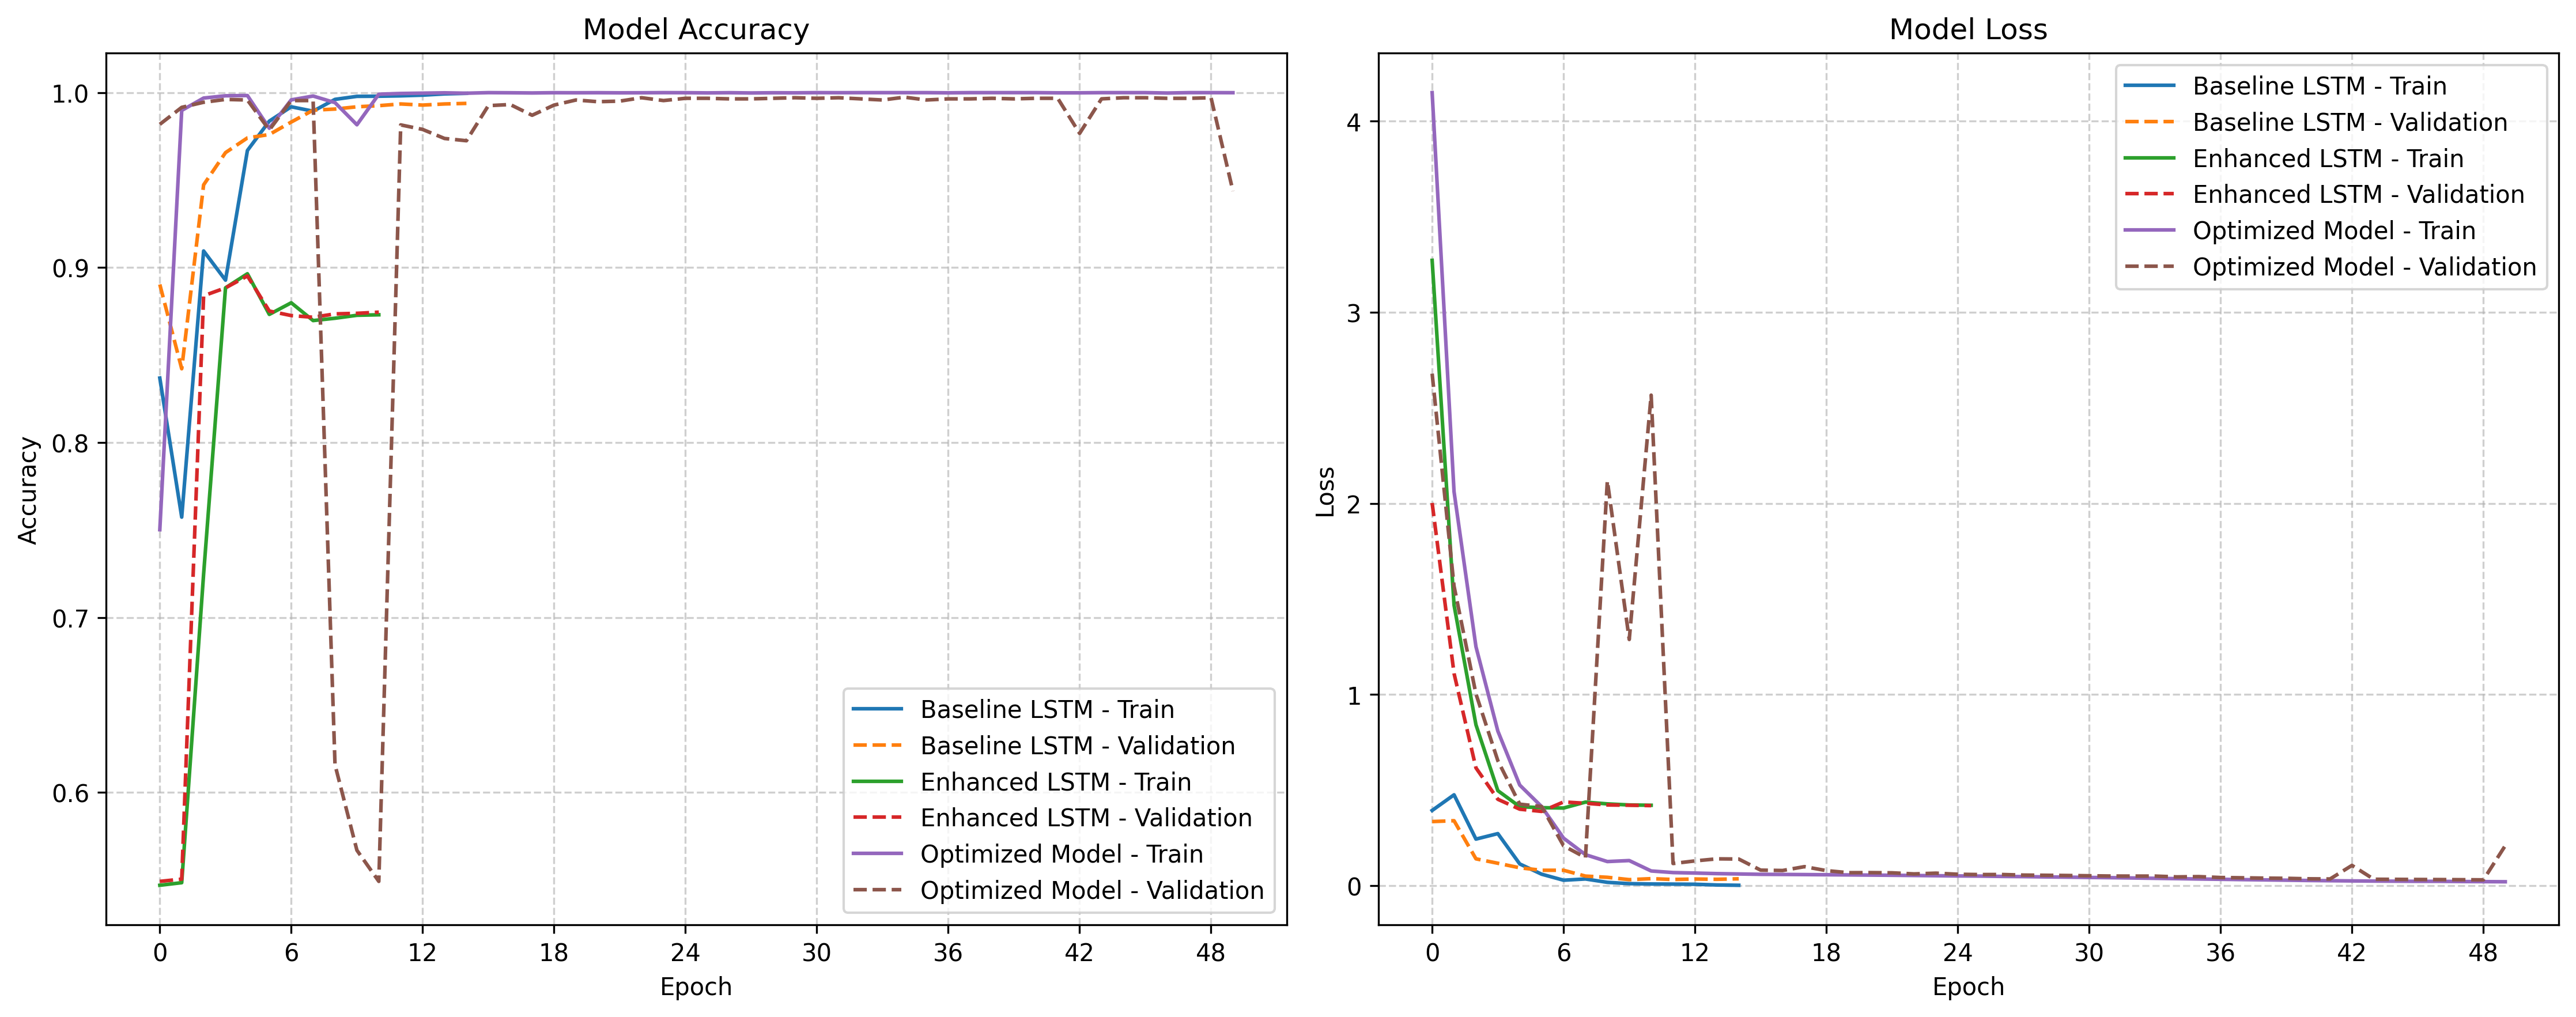 Model Accuracy
Accuracy
1.0
0.9
0.8
0.7
0.6
Baseline LSTM - Train
Baseline LSTM - Validation
Enhanced LSTM - Train
Enhanced LSTM - Validation
Optimized Model - Train
Optimized Model - Validation
0 6 12 18 24 30 36 42 48
Epoch
Model Loss
Loss
4
3
2
1
0
Baseline LSTM - Train
Baseline LSTM - Validation
Enhanced LSTM - Train
Enhanced LSTM - Validation
Optimized Model - Train
Optimized Model - Validation
0 6 12 18 24 30 36 42 48
Epoch